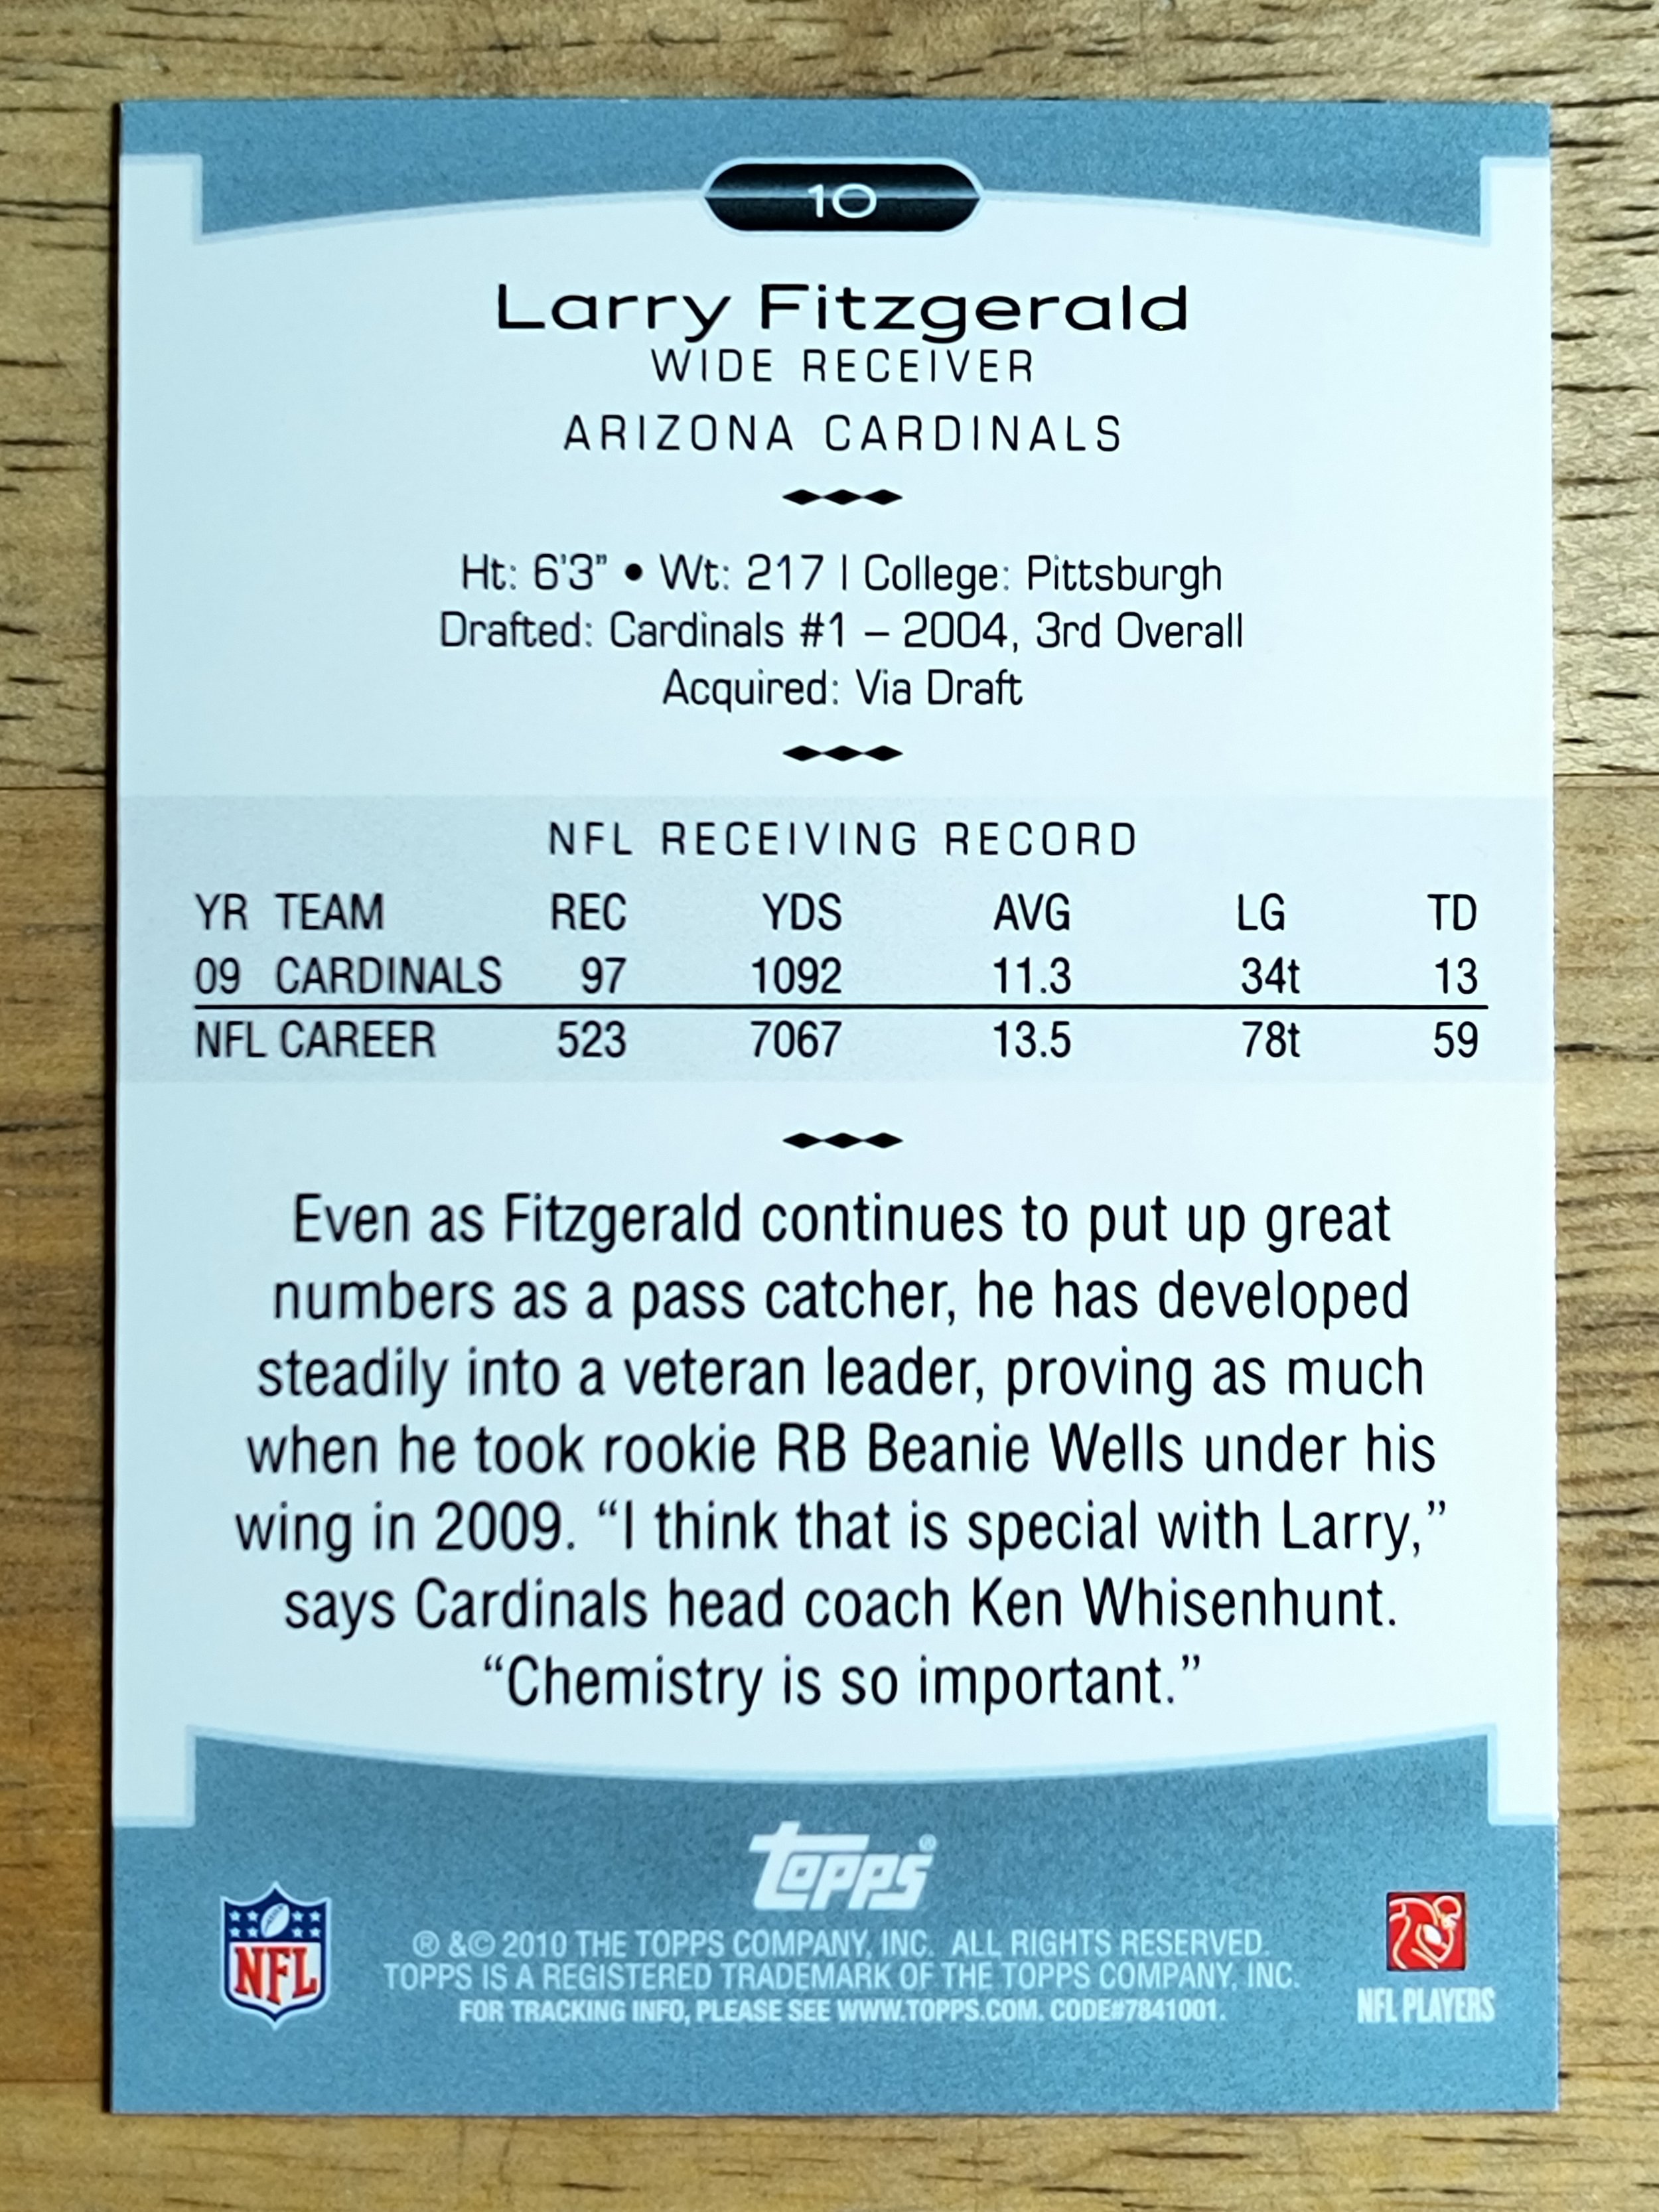 10
Larry Fitzgerald
WIDE RECEIVER
ARIZONA CARDINALS
Ht: 6'3" • Wt: 217 | College: Pittsburgh
Drafted: Cardinals #1 – 2004, 3rd Overall
Acquired: Via Draft
NFL RECEIVING RECORD
YR TEAM REC YDS AVG LG TD
09 CARDINALS 97 1092 11.3 34t 13
NFL CAREER 523 7067 13.5 78t 59
Even as Fitzgerald continues to put up great
numbers as a pass catcher, he has developed
steadily into a veteran leader, proving as much
when he took rookie RB Beanie Wells under his
wing in 2009. “I think that is special with Larry,”
says Cardinals head coach Ken Whisenhunt.
“Chemistry is so important.”
topps®
® &© 2010 THE TOPPS COMPANY, INC. ALL RIGHTS RESERVED.
TOPPS IS A REGISTERED TRADEMARK OF THE TOPPS COMPANY, INC.
FOR TRACKING INFO, PLEASE SEE WWW.TOPPS.COM. CODE#7841001.
NFL
NFL PLAYERS